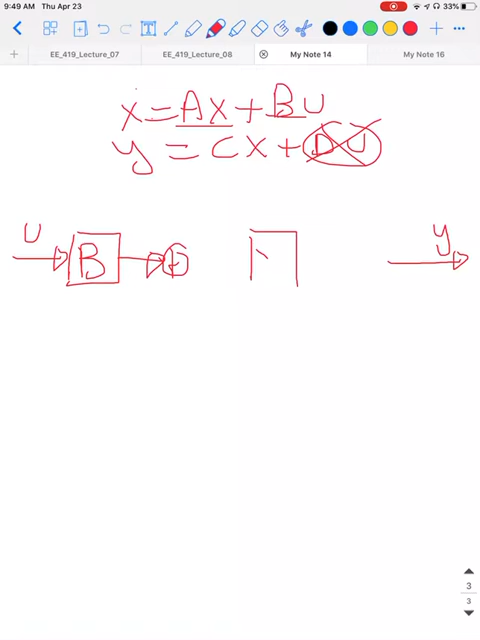 9:49 AM Thu Apr 23 33%
EE_419_Lecture_07 EE_419_Lecture_08 My Note 14 My Note 16
ẋ = AX + BU
y = CX + DU
U B + y
3
3